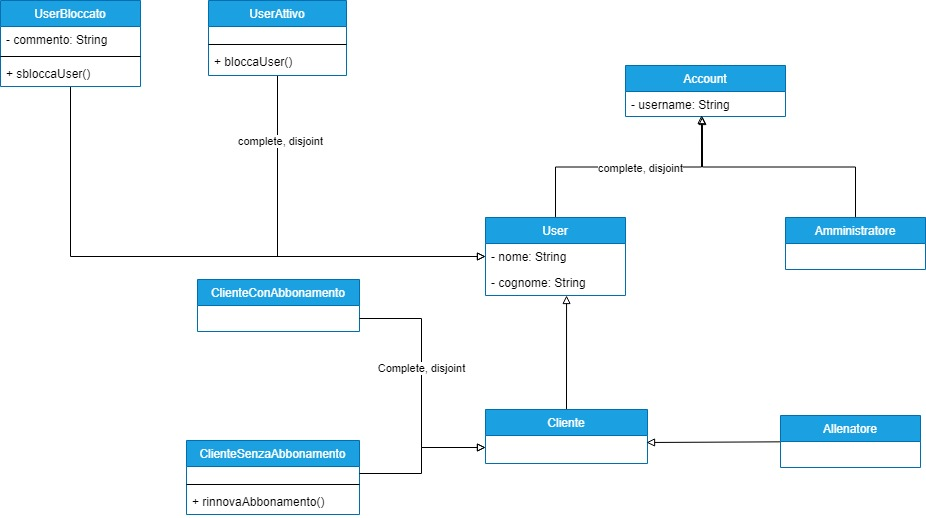 UserBloccato
- commento: String
+ sbloccaUser()
UserAttivo
+ bloccaUser()
complete, disjoint
Account
- username: String
complete, disjoint
User
- nome: String
- cognome: String
Amministratore
ClienteConAbbonamento
Complete, disjoint
ClienteSenzaAbbonamento
+ rinnovaAbbonamento()
Cliente
Allenatore